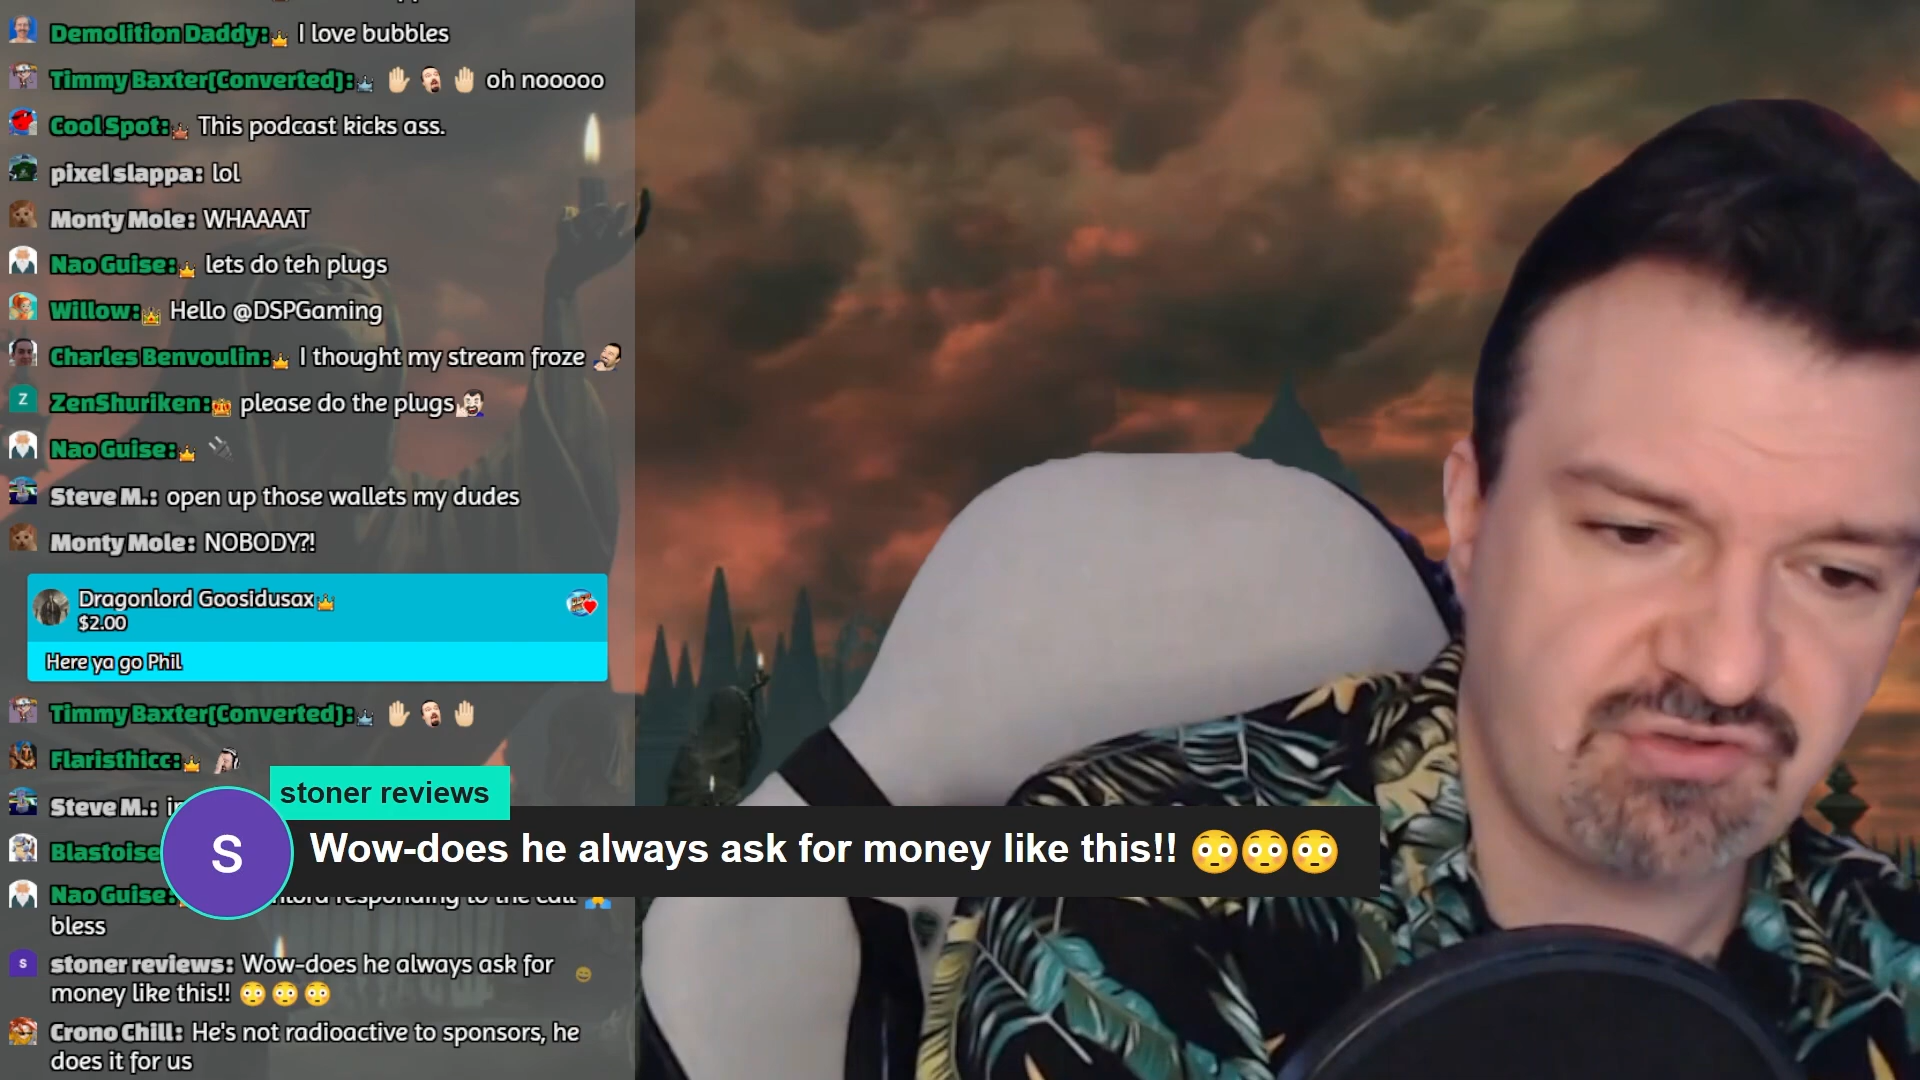 Demolition Daddy: I love bubbles
Timmy Baxter(Converted): oh nooooo
Cool Spot: This podcast kicks ass.
pixel slappa: lol
Monty Mole: WHAAAAT
Nao Guise: lets do teh plugs
Willow: Hello @DSPGaming
Charles Benvoulin: I thought my stream froze
Z
ZenShuriken: please do the plugs
Nao Guise:
Steve M.: open up those wallets my dudes
Monty Mole: NOBODY?!
Dragonlord Goosidusax
$2.00
Here ya go Phil
Timmy Baxter(Converted):
Flaristhicc:
Steve M.:
stoner reviews
S
Wow-does he always ask for money like this!! 😳😳😳
Blastoise
Nao Guise: responding to the call
bless
s
stoner reviews: Wow-does he always ask for
money like this!! 😳😳😳
Crono Chill: He's not radioactive to sponsors, he
does it for us